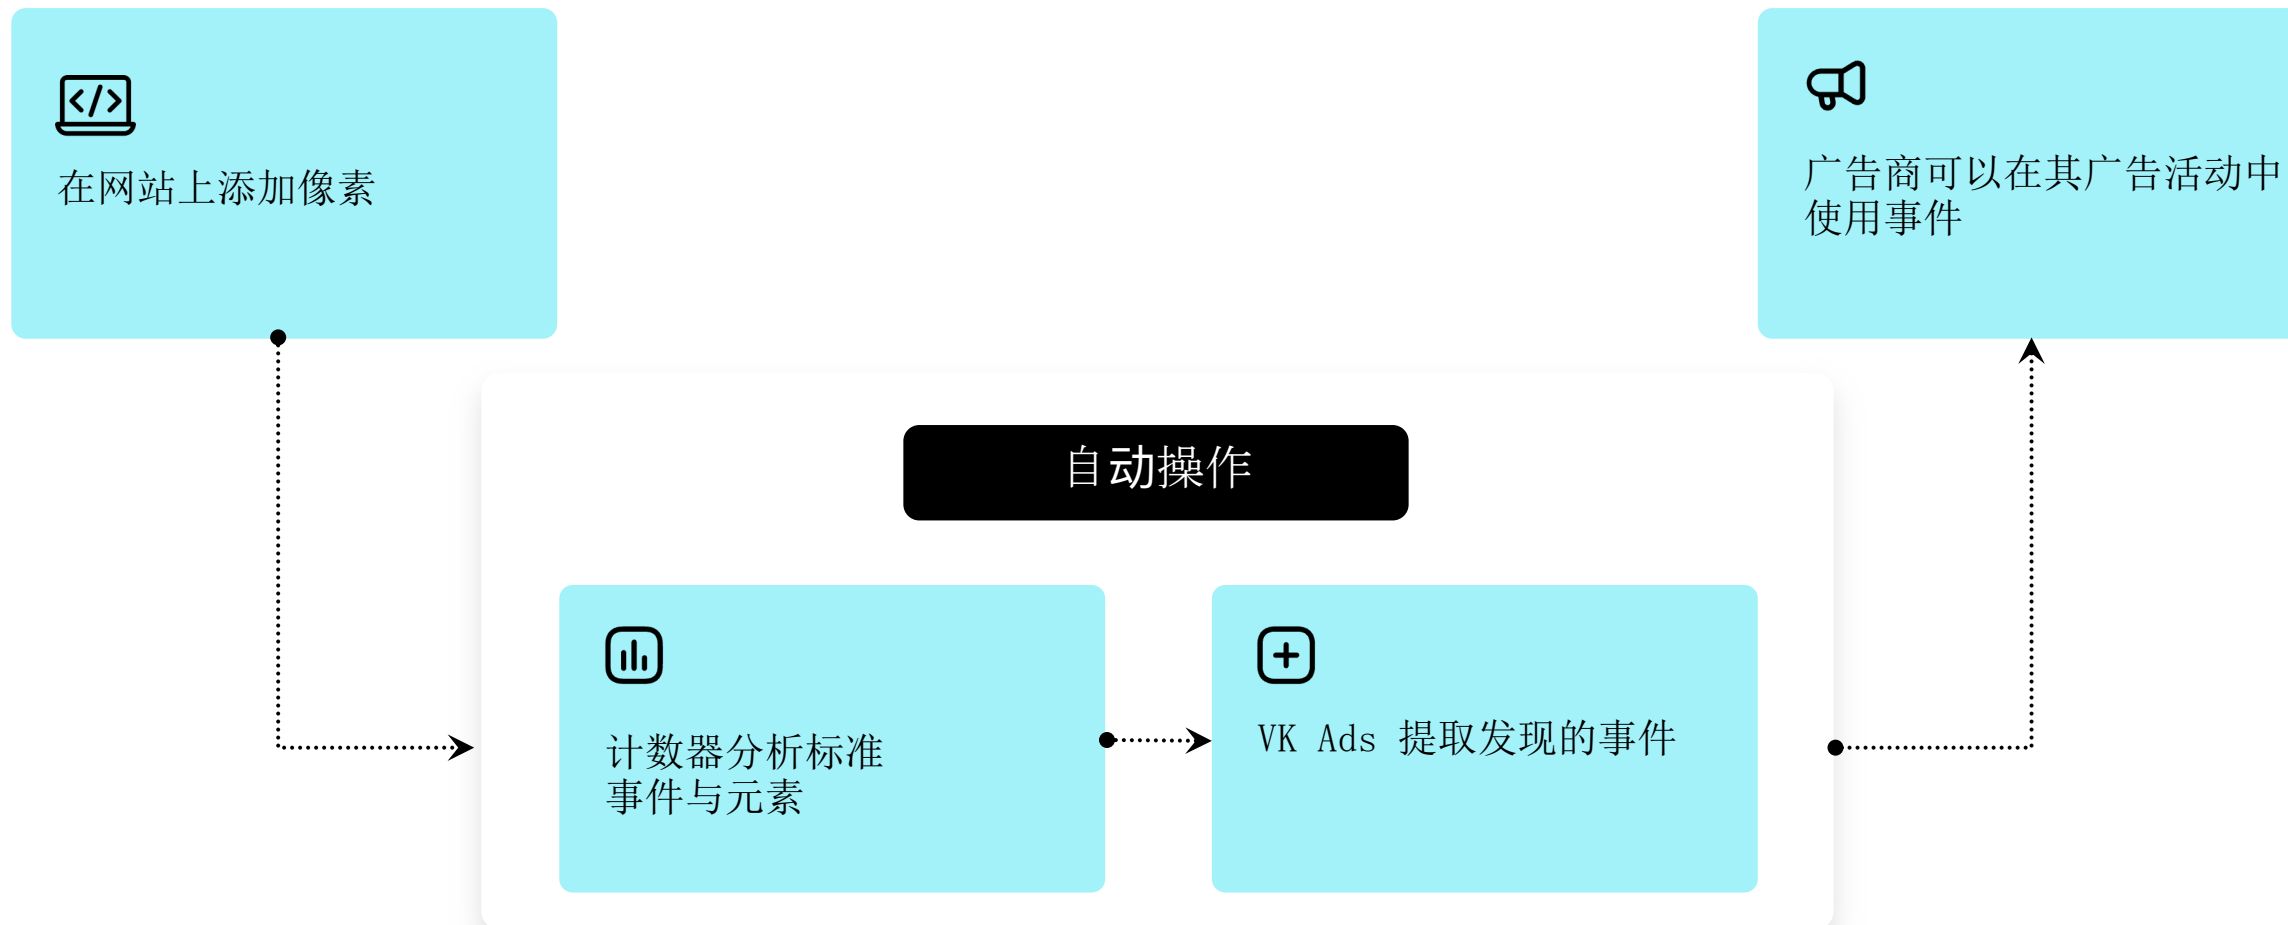 在网站上添加像素
广告商可以在其广告活动中
使用事件
自动操作
计数器分析标准
事件与元素
VK Ads 提取发现的事件